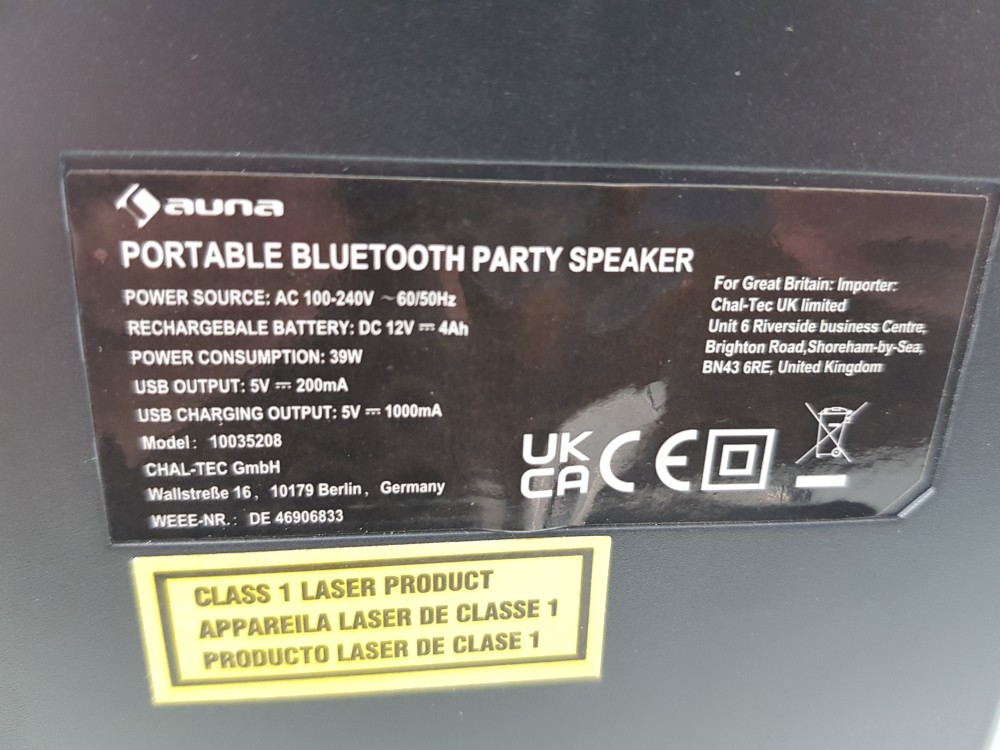 auna
PORTABLE BLUETOOTH PARTY SPEAKER
POWER SOURCE: AC 100-240V ~ 60/50Hz
RECHARGEBALE BATTERY: DC 12V ⎓ 4Ah
POWER CONSUMPTION: 39W
USB OUTPUT: 5V ⎓ 200mA
USB CHARGING OUTPUT: 5V ⎓ 1000mA
Model: 10035208
CHAL-TEC GmbH
Wallstreße 16, 10179 Berlin, Germany
WEEE-NR.: DE 46906833
For Great Britain: Importer:
Chal-Tec UK limited
Unit 6 Riverside business Centre,
Brighton Road,Shoreham-by-Sea,
BN43 6RE, United Kingdom
UK
CA
CE
CLASS 1 LASER PRODUCT
APPAREILA LASER DE CLASSE 1
PRODUCTO LASER DE CLASE 1